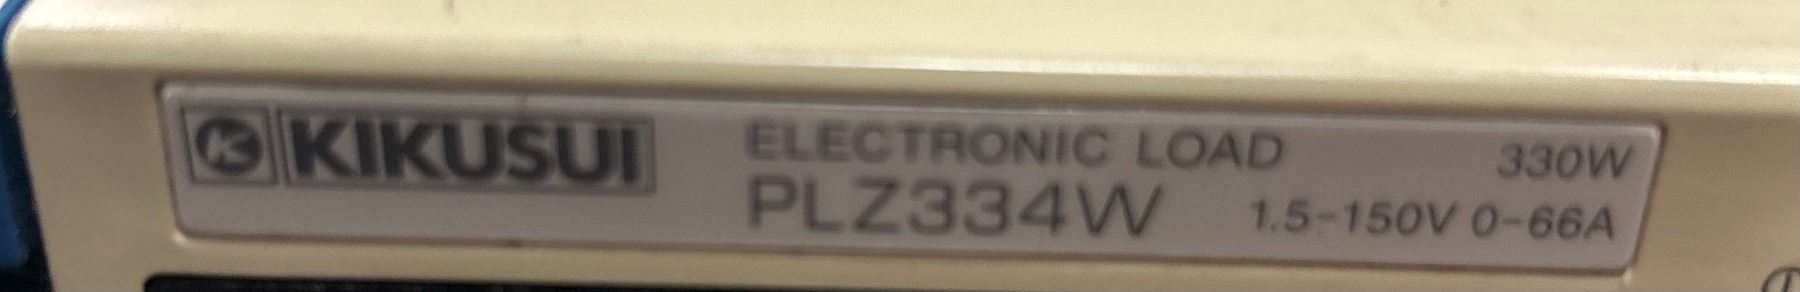 K KIKUSUI
ELECTRONIC LOAD 330W
PLZ334W 1.5-150V 0-66A